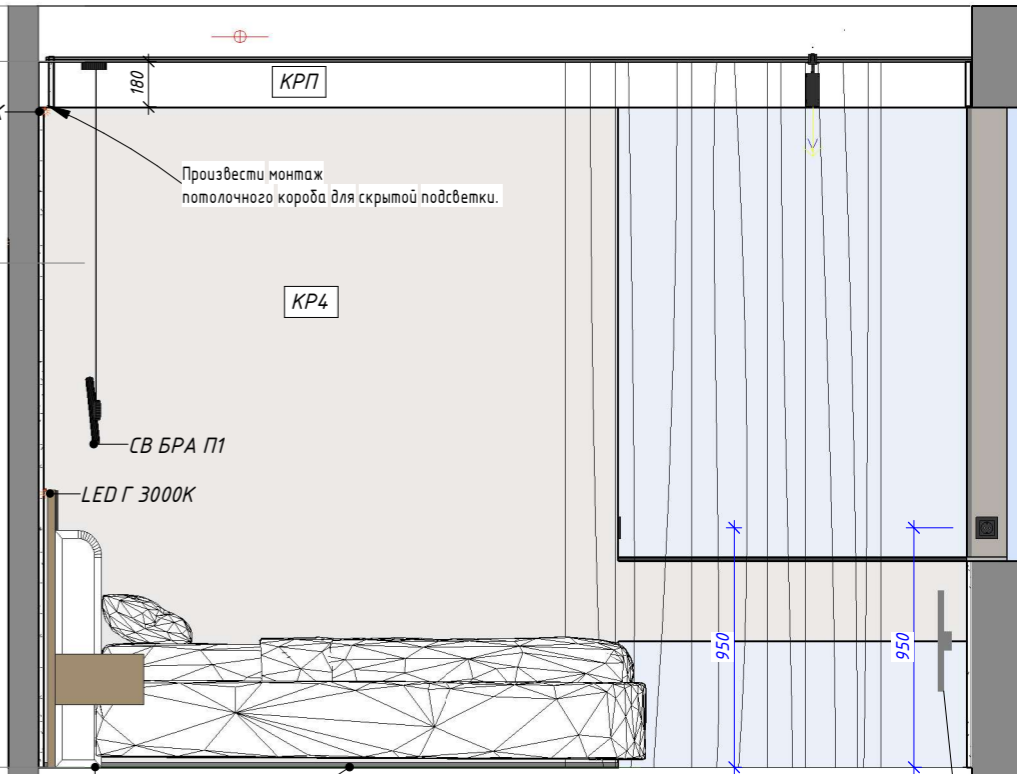 КРП
180
Произвести монтаж
потолочного короба для скрытой подсветки.
КР4
СВ БРА П1
LED Г 3000К
950
950